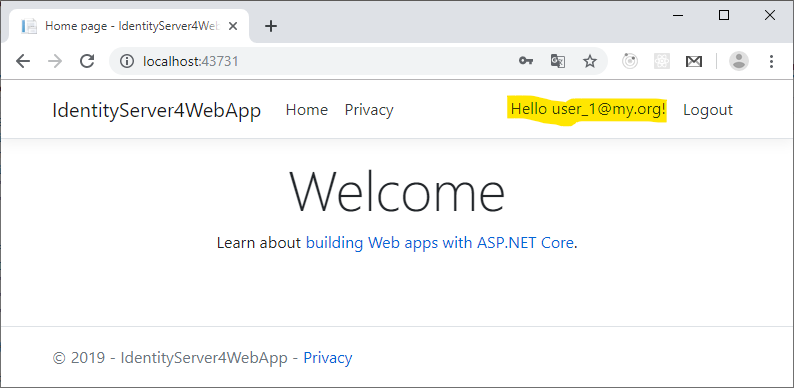 Home page - IdentityServer4Web
localhost:43731
IdentityServer4WebApp Home Privacy Hello user_1@my.org! Logout
Welcome
Learn about building Web apps with ASP.NET Core.
© 2019 - IdentityServer4WebApp - Privacy